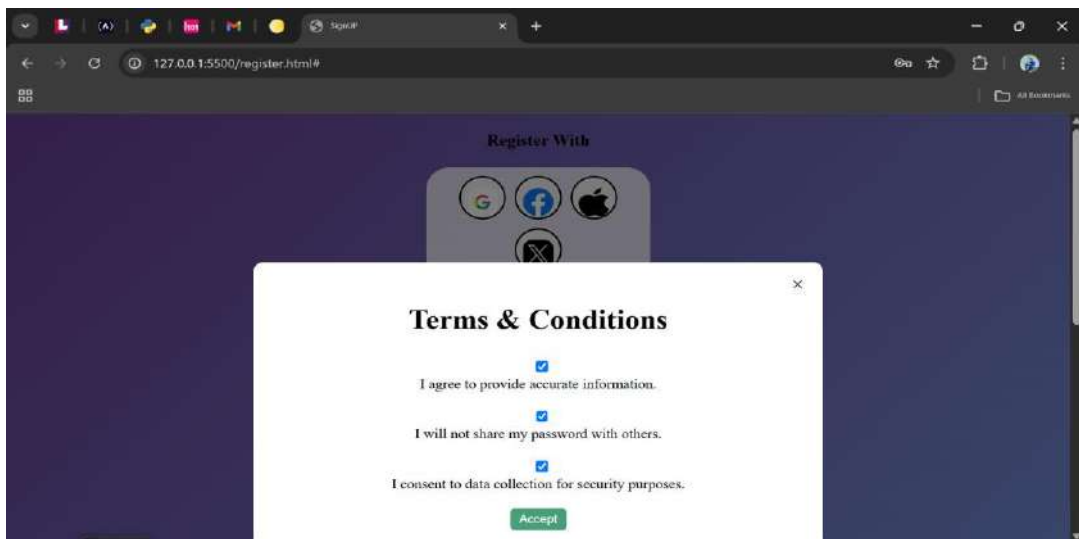 SignUP
127.0.0.1:5500/register.html#
All Bookmarks
Register With
Terms & Conditions
I agree to provide accurate information.
I will not share my password with others.
I consent to data collection for security purposes.
Accept